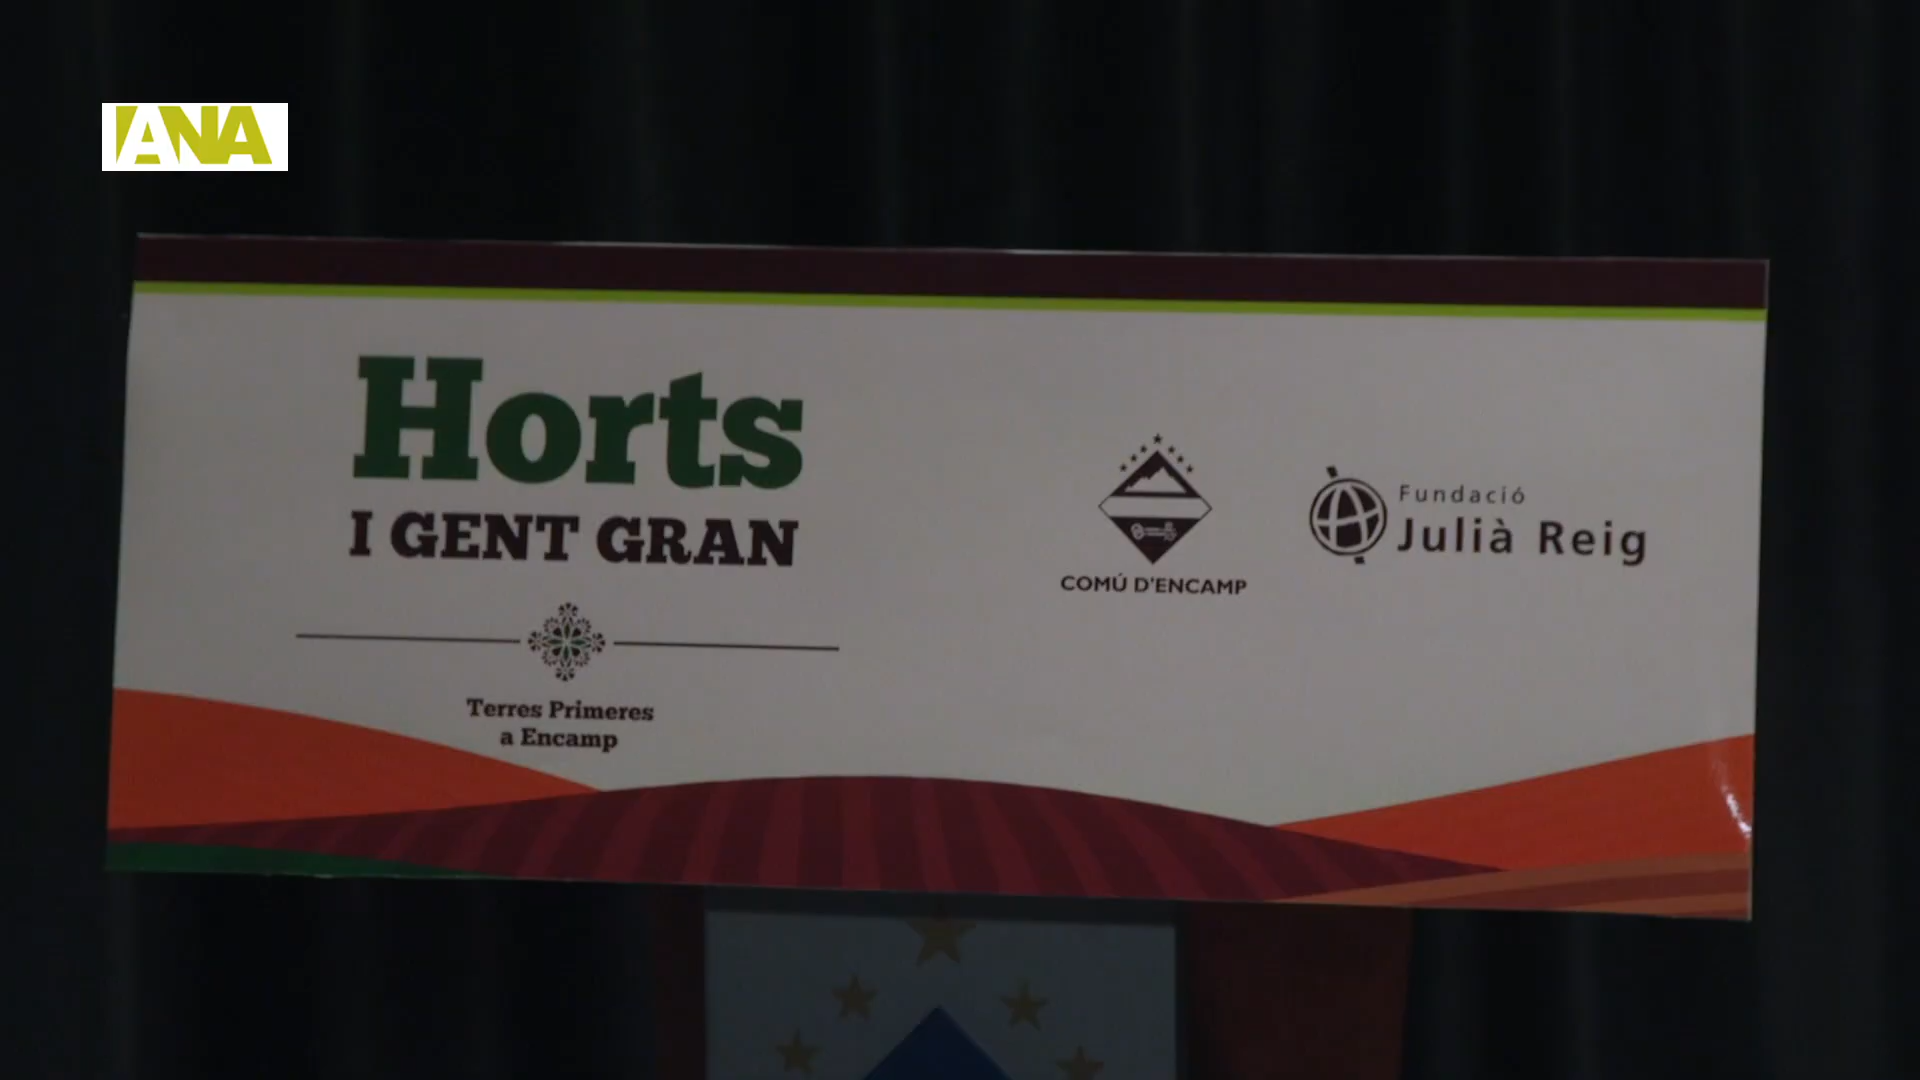 ANA
Horts
I GENT GRAN
Terres Primeres
a Encamp
COMÚ D'ENCAMP
Fundació
Julià Reig